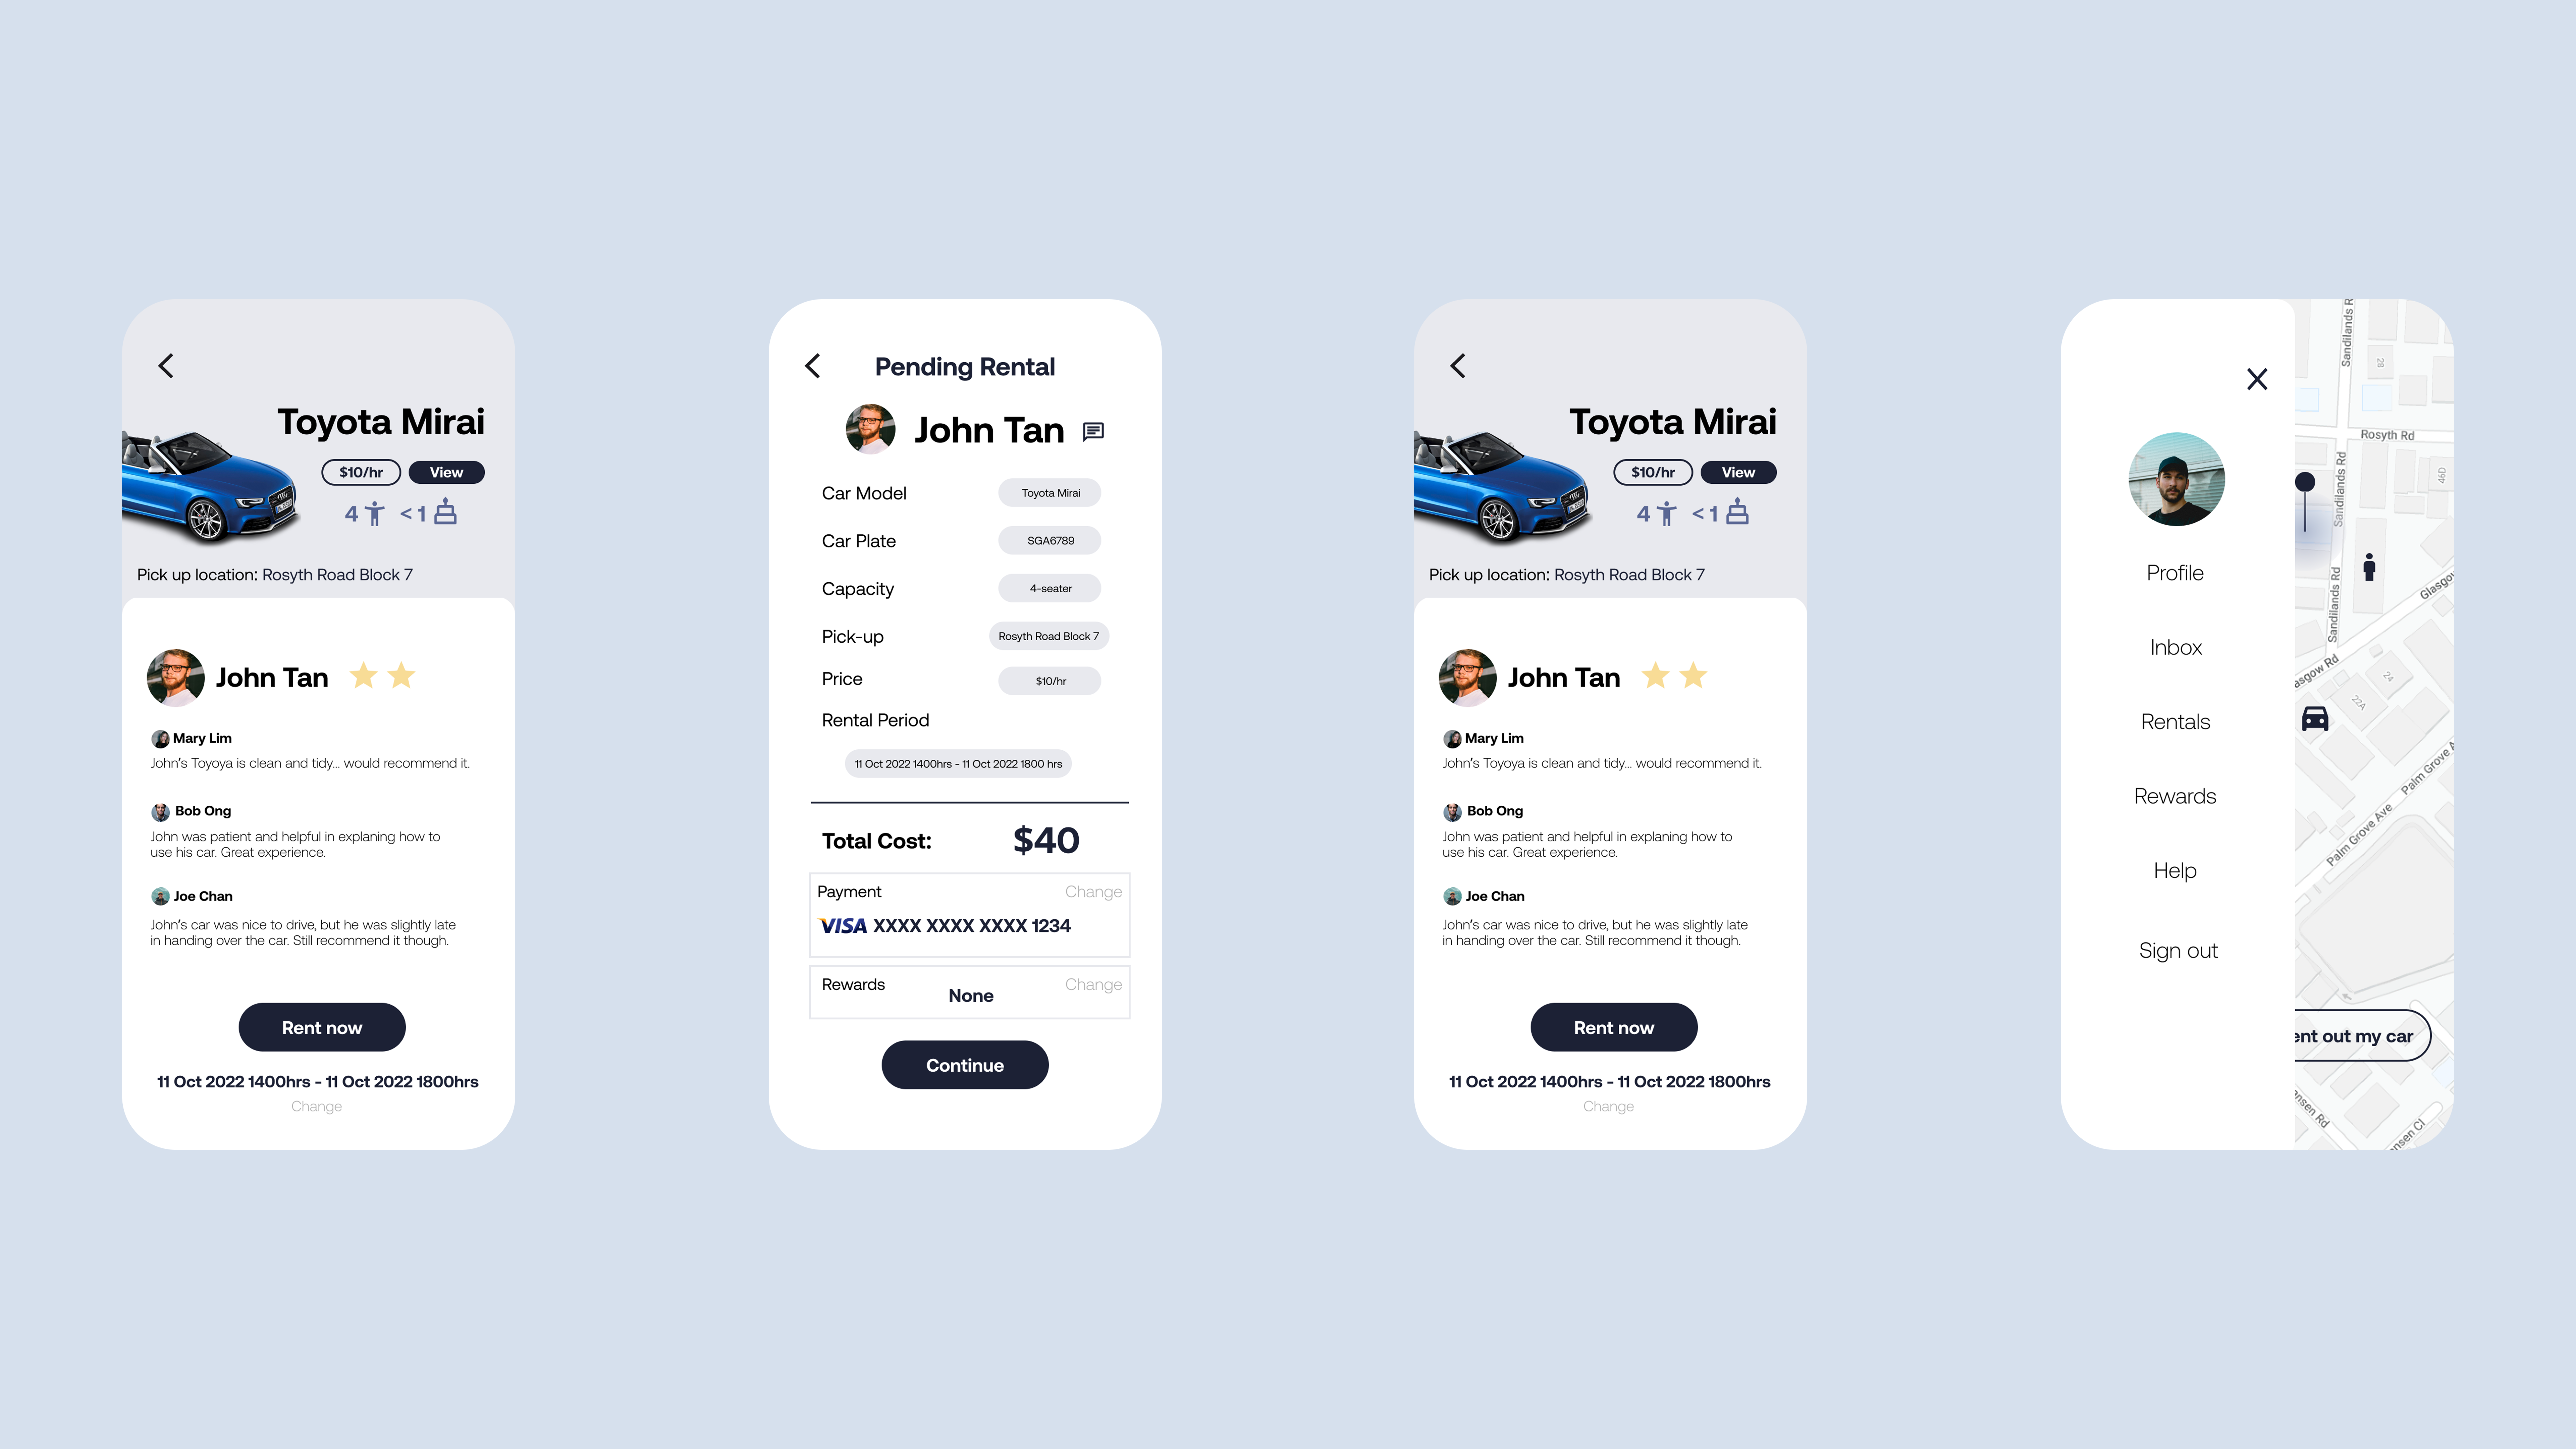 Toyota Mirai
$10/hr
View
4
< 1
Pick up location: Rosyth Road Block 7
John Tan
Mary Lim
John's Toyoya is clean and tidy... would recommend it.
Bob Ong
John was patient and helpful in explaning how to
use his car. Great experience.
Joe Chan
John's car was nice to drive, but he was slightly late
in handing over the car. Still recommend it though.
Rent now
11 Oct 2022 1400hrs - 11 Oct 2022 1800hrs
Change
Pending Rental
John Tan
Car Model
Toyota Mirai
Car Plate
SGA6789
Capacity
4-seater
Pick-up
Rosyth Road Block 7
Price
$10/hr
Rental Period
11 Oct 2022 1400hrs - 11 Oct 2022 1800 hrs
Total Cost:
$40
Payment
Change
VISA XXXX XXXX XXXX 1234
Rewards
Change
None
Continue
Toyota Mirai
$10/hr
View
4
< 1
Pick up location: Rosyth Road Block 7
John Tan
Mary Lim
John's Toyoya is clean and tidy... would recommend it.
Bob Ong
John was patient and helpful in explaning how to
use his car. Great experience.
Joe Chan
John's car was nice to drive, but he was slightly late
in handing over the car. Still recommend it though.
Rent now
11 Oct 2022 1400hrs - 11 Oct 2022 1800hrs
Change
Profile
Inbox
Rentals
Rewards
Help
Sign out
Sandilands R
28
Rosyth Rd
46D
Sandilands Rd
Sandilands Rd
Glasgo
asgow Rd
24
22A
Palm Grove A
Palm Grove Ave
ent out my car
nsen Rd
nsen Cl